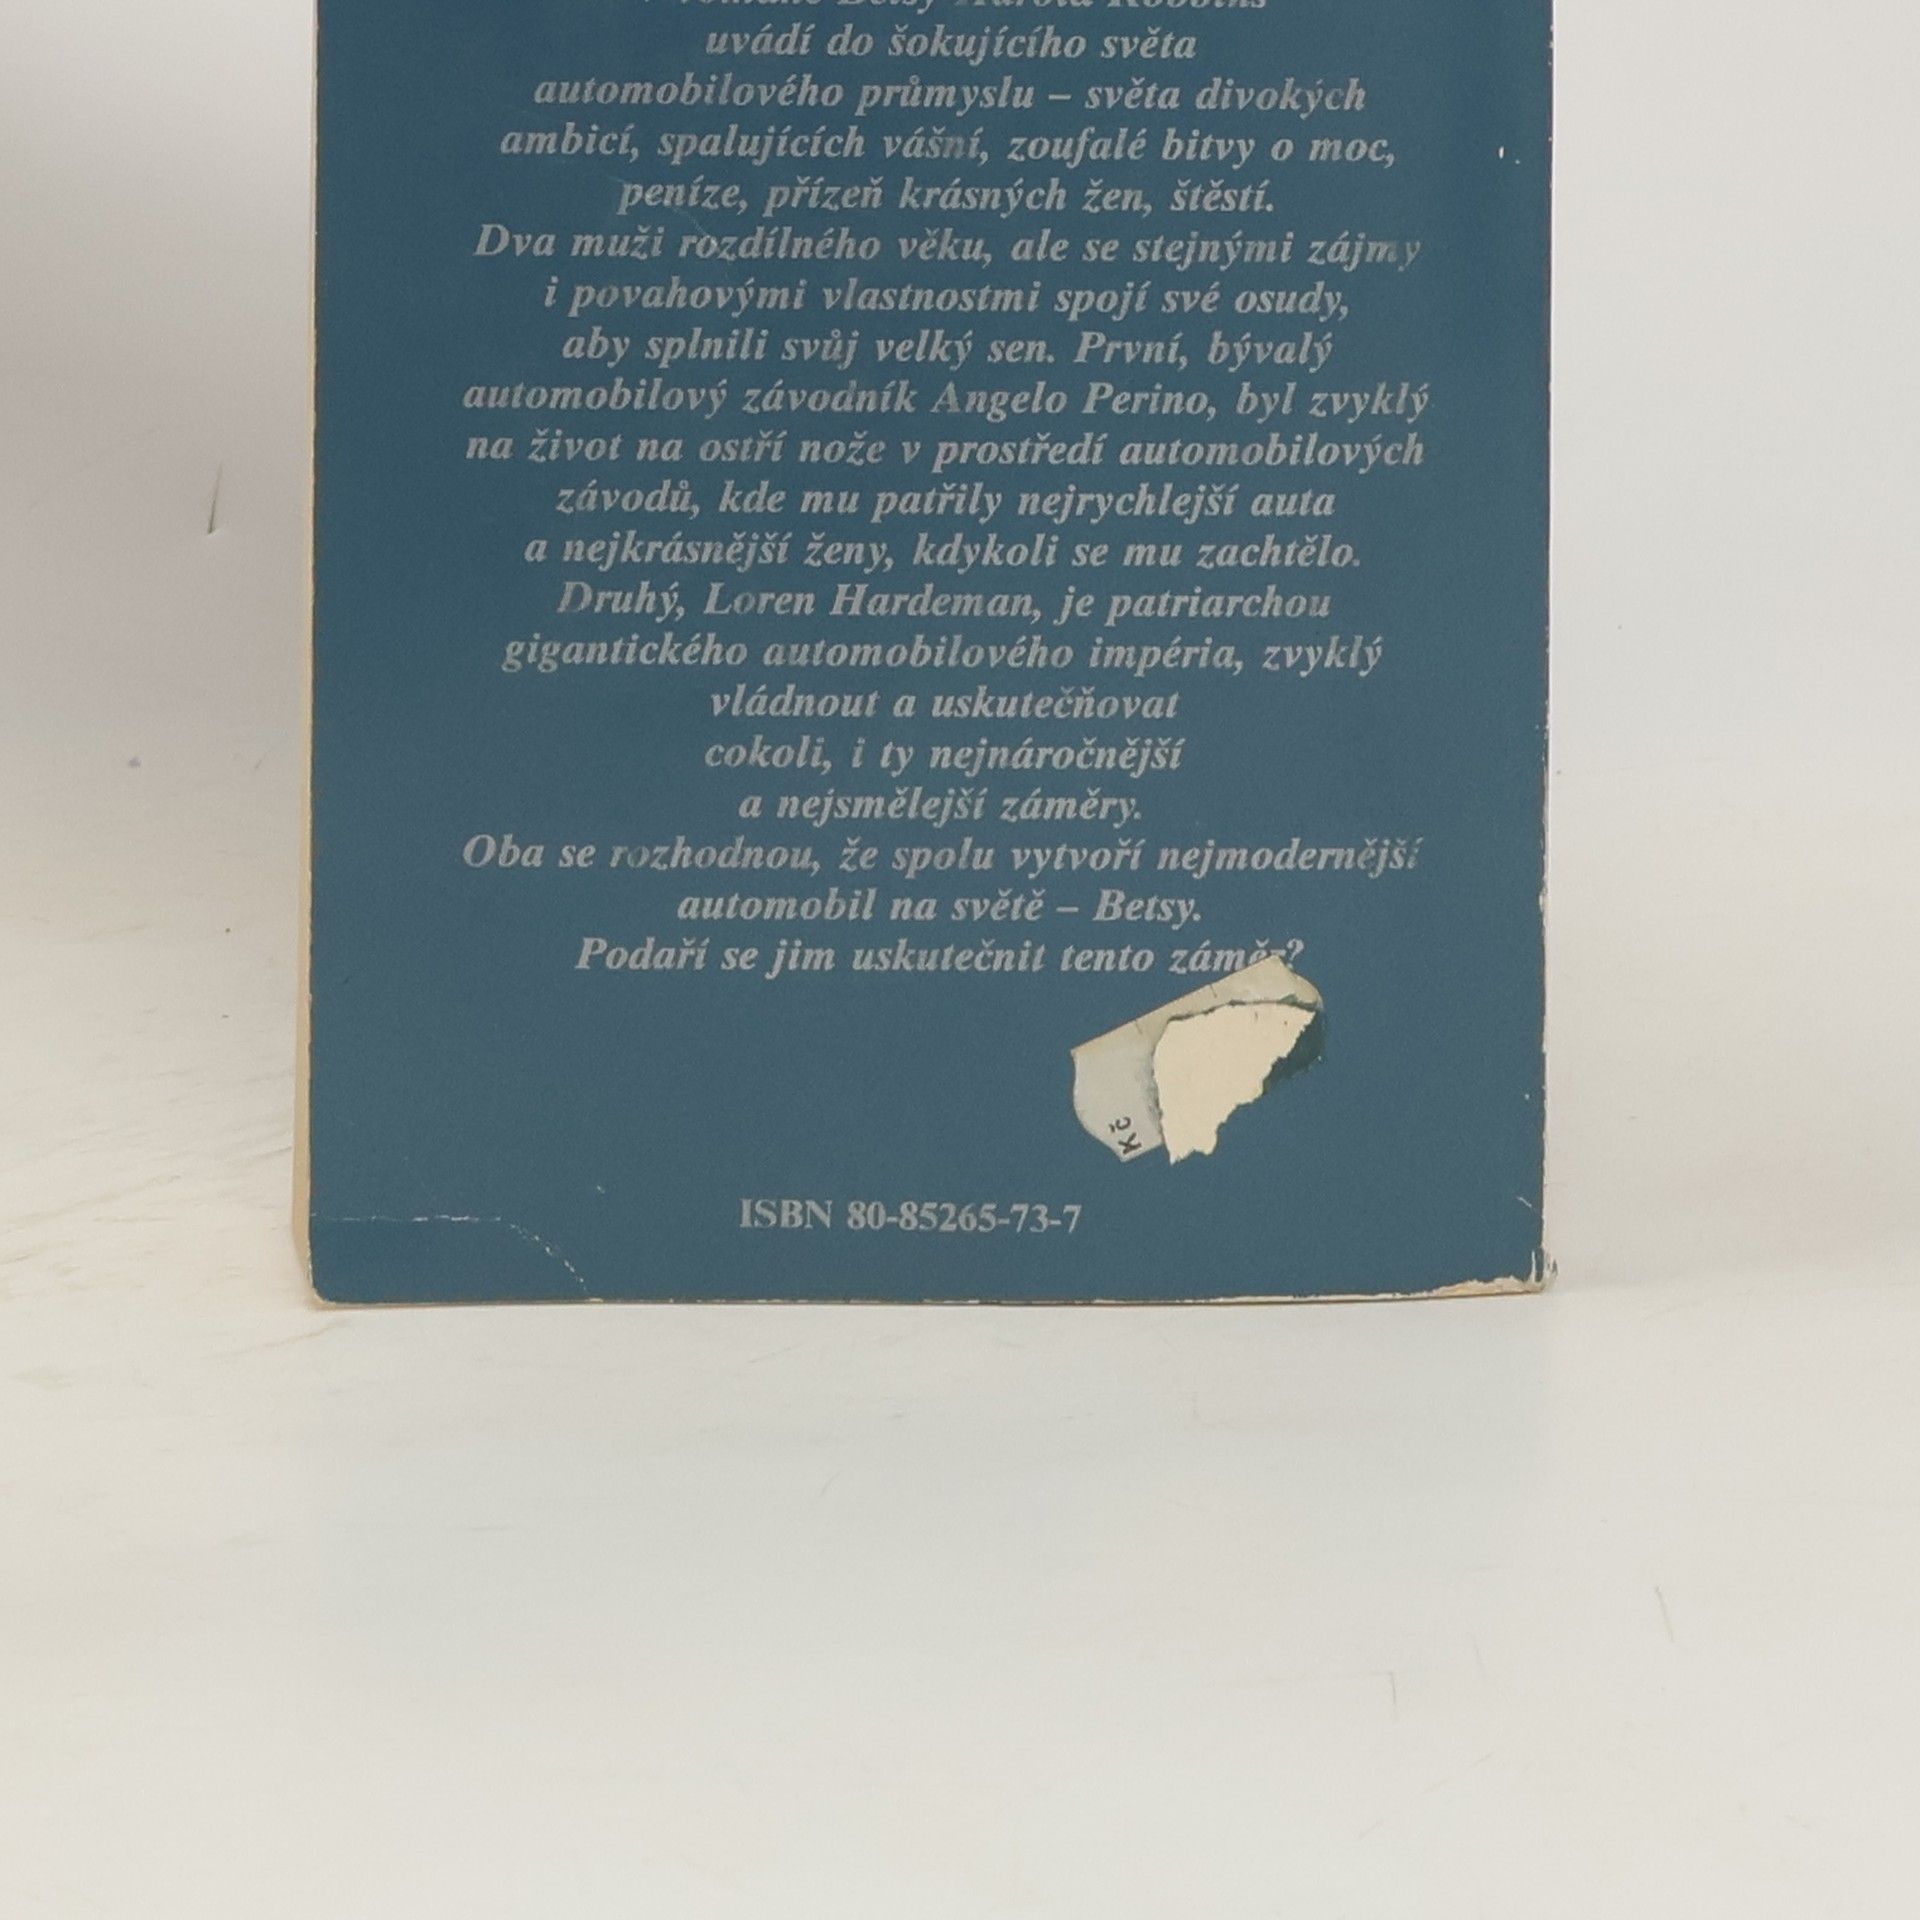 románě Betsy Harold Robbins
uvádí do šokujícího světa
automobilového průmyslu – světa divokých
ambicí, spalujících vášní, zoufalé bitvy o moc,
peníze, přízeň krásných žen, štěstí.
Dva muži rozdílného věku, ale se stejnými zájmy
i povahovými vlastnostmi spojí své osudy,
aby splnili svůj velký sen. První, bývalý
automobilový závodník Angelo Perino, byl zvyklý
na život na ostří nože v prostředí automobilových
závodů, kde mu patřily nejrychlejší auta
a nejkrásnější ženy, kdykoli se mu zachtělo.
Druhý, Loren Hardeman, je patriarchou
gigantického automobilového impéria, zvyklý
vládnout a uskutečňovat
cokoli, i ty nejnáročnější
a nejsmělejší záměry.
Oba se rozhodnou, že spolu vytvoří nejmodernější
automobil na světě – Betsy.
Podaří se jim uskutečnit tento záměr?
Kč
ISBN 80-85265-73-7